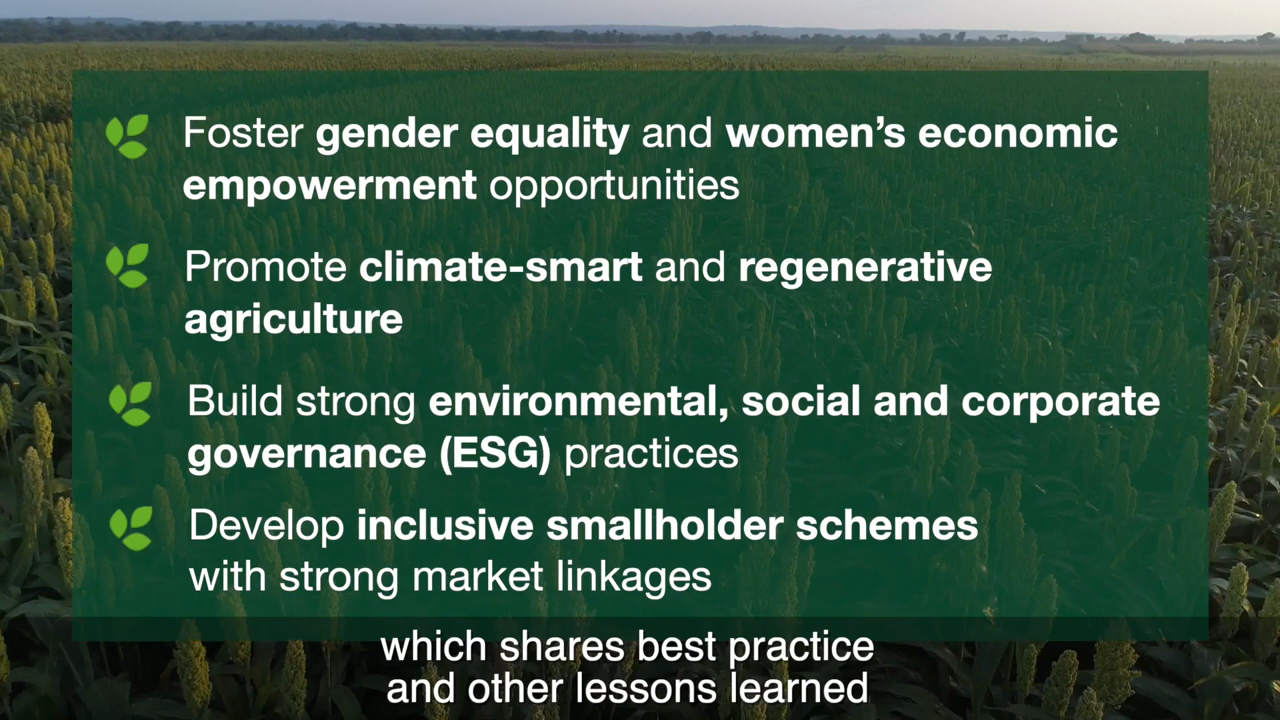 Foster gender equality and women’s economic
empowerment opportunities
Promote climate-smart and regenerative
agriculture
Build strong environmental, social and corporate
governance (ESG) practices
Develop inclusive smallholder schemes
with strong market linkages
which shares best practice
and other lessons learned